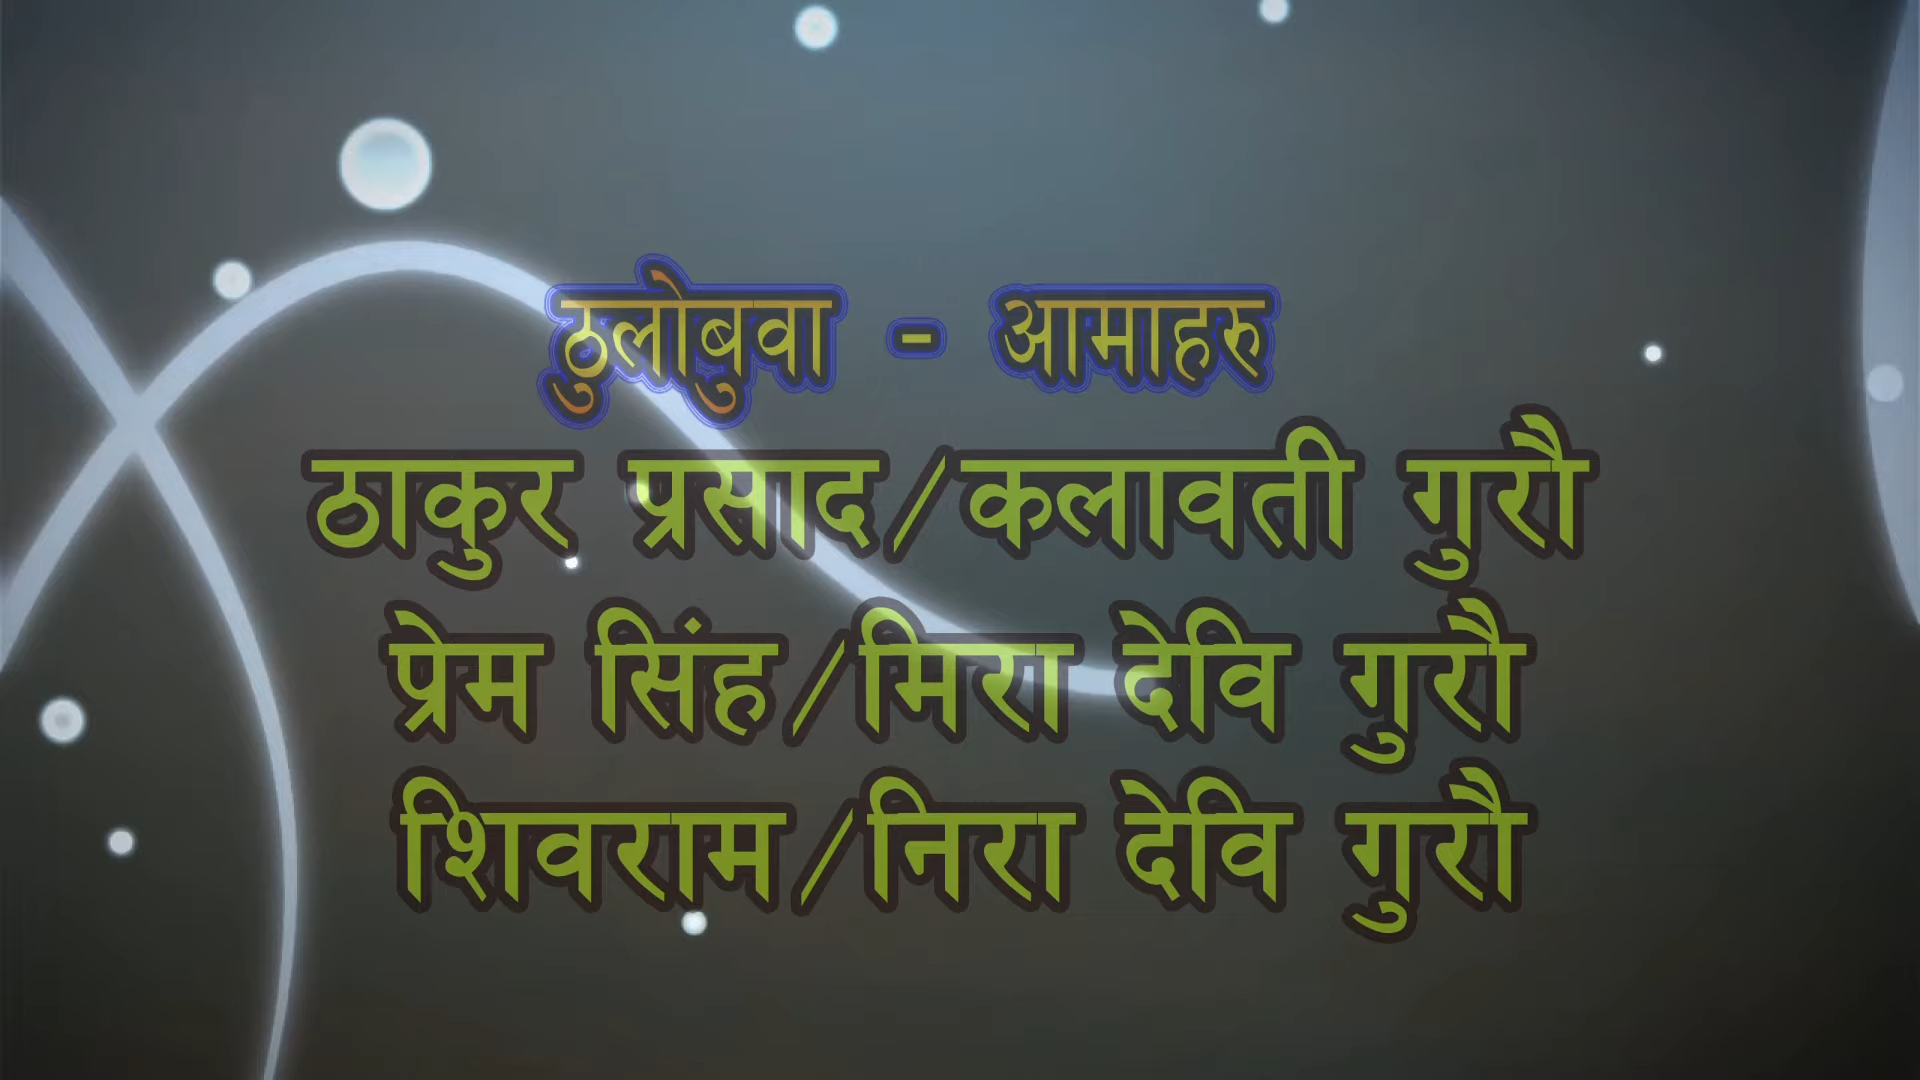 ठुलोबुवा - आमाहरु
ठाकुर प्रसाद/कलावती गुरौ
प्रेम सिंह/मिरा देवि गुरौ
शिवराम/निरा देवि गुरौ